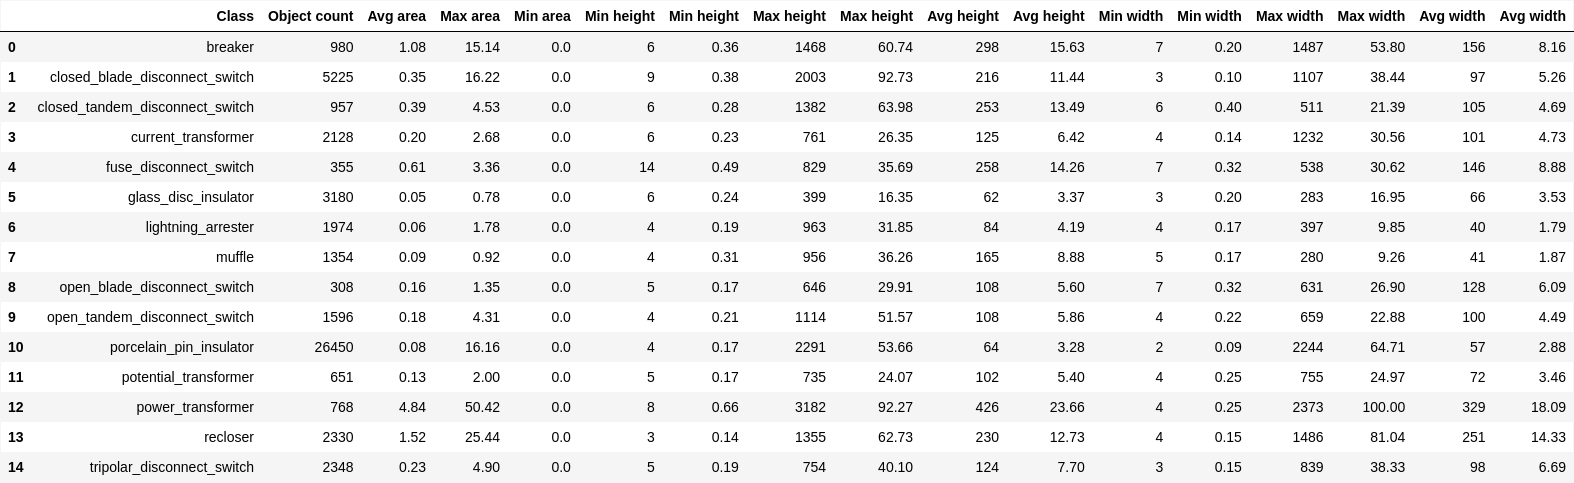 Class Object count Avg area Max area Min area Min height Min height Max height Max height Avg height Avg height Min width Min width Max width Max width Avg width Avg width
0 breaker 980 1.08 15.14 0.0 6 0.36 1468 60.74 298 15.63 7 0.20 1487 53.80 156 8.16
1 closed_blade_disconnect_switch 5225 0.35 16.22 0.0 9 0.38 2003 92.73 216 11.44 3 0.10 1107 38.44 97 5.26
2 closed_tandem_disconnect_switch 957 0.39 4.53 0.0 6 0.28 1382 63.98 253 13.49 6 0.40 511 21.39 105 4.69
3 current_transformer 2128 0.20 2.68 0.0 6 0.23 761 26.35 125 6.42 4 0.14 1232 30.56 101 4.73
4 fuse_disconnect_switch 355 0.61 3.36 0.0 14 0.49 829 35.69 258 14.26 7 0.32 538 30.62 146 8.88
5 glass_disc_insulator 3180 0.05 0.78 0.0 6 0.24 399 16.35 62 3.37 3 0.20 283 16.95 66 3.53
6 lightning_arrester 1974 0.06 1.78 0.0 4 0.19 963 31.85 84 4.19 4 0.17 397 9.85 40 1.79
7 muffle 1354 0.09 0.92 0.0 4 0.31 956 36.26 165 8.88 5 0.17 280 9.26 41 1.87
8 open_blade_disconnect_switch 308 0.16 1.35 0.0 5 0.17 646 29.91 108 5.60 7 0.32 631 26.90 128 6.09
9 open_tandem_disconnect_switch 1596 0.18 4.31 0.0 4 0.21 1114 51.57 108 5.86 4 0.22 659 22.88 100 4.49
10 porcelain_pin_insulator 26450 0.08 16.16 0.0 4 0.17 2291 53.66 64 3.28 2 0.09 2244 64.71 57 2.88
11 potential_transformer 651 0.13 2.00 0.0 5 0.17 735 24.07 102 5.40 4 0.25 755 24.97 72 3.46
12 power_transformer 768 4.84 50.42 0.0 8 0.66 3182 92.27 426 23.66 4 0.25 2373 100.00 329 18.09
13 recloser 2330 1.52 25.44 0.0 3 0.14 1355 62.73 230 12.73 4 0.15 1486 81.04 251 14.33
14 tripolar_disconnect_switch 2348 0.23 4.90 0.0 5 0.19 754 40.10 124 7.70 3 0.15 839 38.33 98 6.69